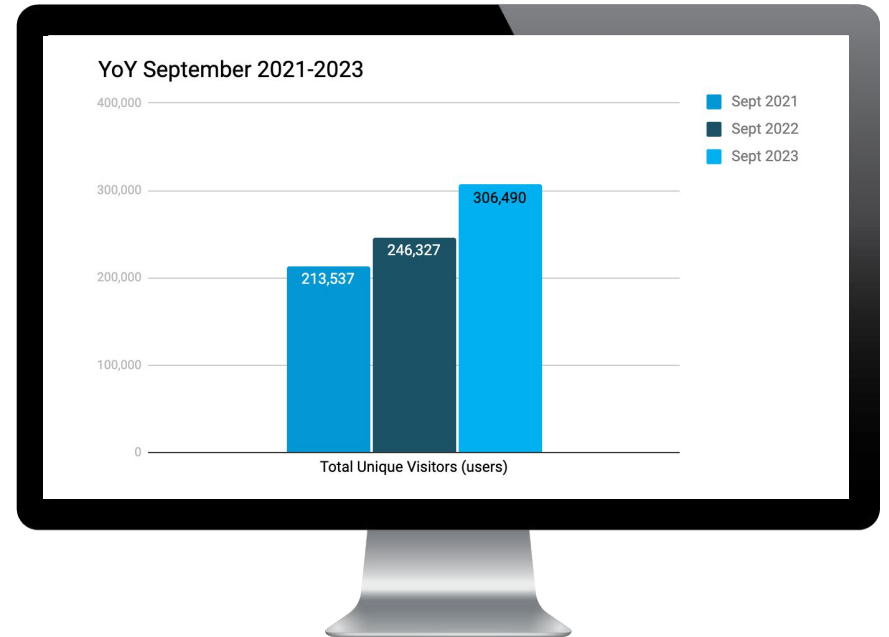 YoY September 2021-2023
400,000
Sept 2021
Sept 2022
Sept 2023
300,000
306,490
246,327
213,537
200,000
100,000
0
Total Unique Visitors (users)